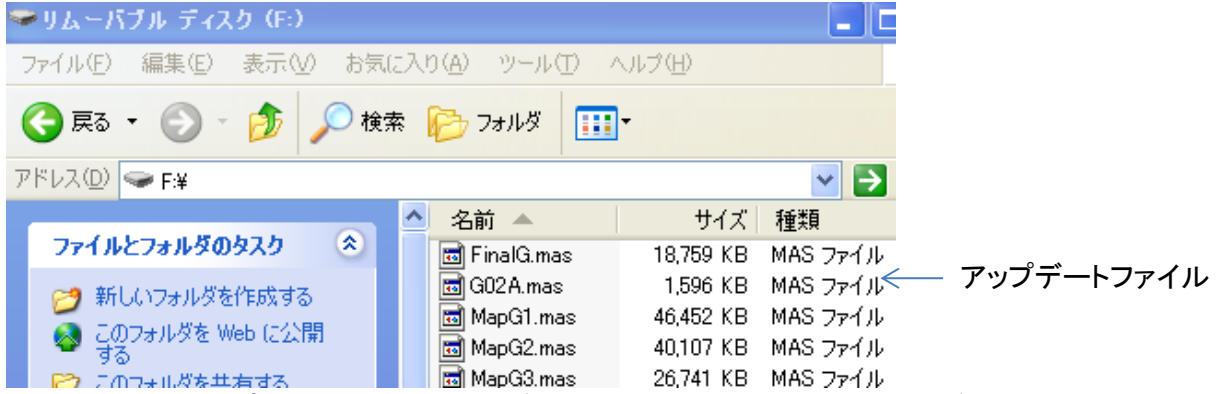 リムーバブル ディスク (F:)
ファイル(F) 編集(E) 表示(V) お気に入り(A) ツール(T) ヘルプ(H)
戻る 検索 フォルダ
アドレス(D) F:¥
名前 サイズ 種類
ファイルとフォルダのタスク
新しいフォルダを作成する
このフォルダを Web に公開
する
このフォルダを共有する
FinalG.mas 18,759 KB MAS ファイル
G02A.mas 1,596 KB MAS ファイル
MapG1.mas 46,452 KB MAS ファイル
MapG2.mas 40,107 KB MAS ファイル
MapG3.mas 26,741 KB MAS ファイル
アップデートファイル